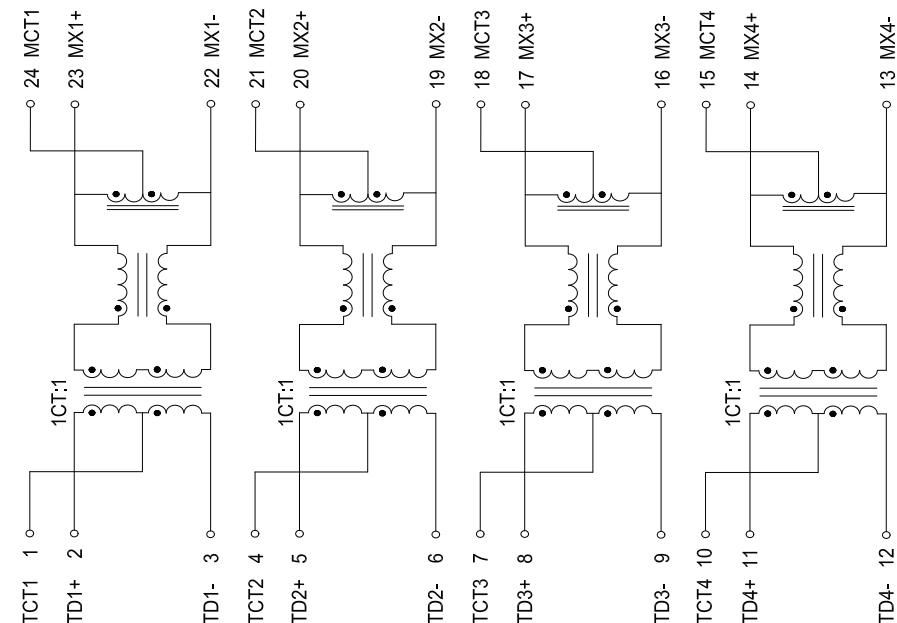 24 MCT1
23 MX1+
22 MX1-
21 MCT2
20 MX2+
19 MX2-
18 MCT3
17 MX3+
16 MX3-
15 MCT4
14 MX4+
13 MX4-
1CT:1
1CT:1
1CT:1
1CT:1
TCT1 1
TD1+ 2
TD1- 3
TCT2 4
TD2+ 5
TD2- 6
TCT3 7
TD3+ 8
TD3- 9
TCT4 10
TD4+ 11
TD4- 12